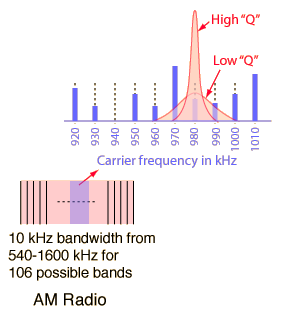 High "Q"
Low "Q"
920 930 940 950 960 970 980 990 1000 1010
Carrier frequency in kHz
10 kHz bandwidth from
540-1600 kHz for
106 possible bands
AM Radio